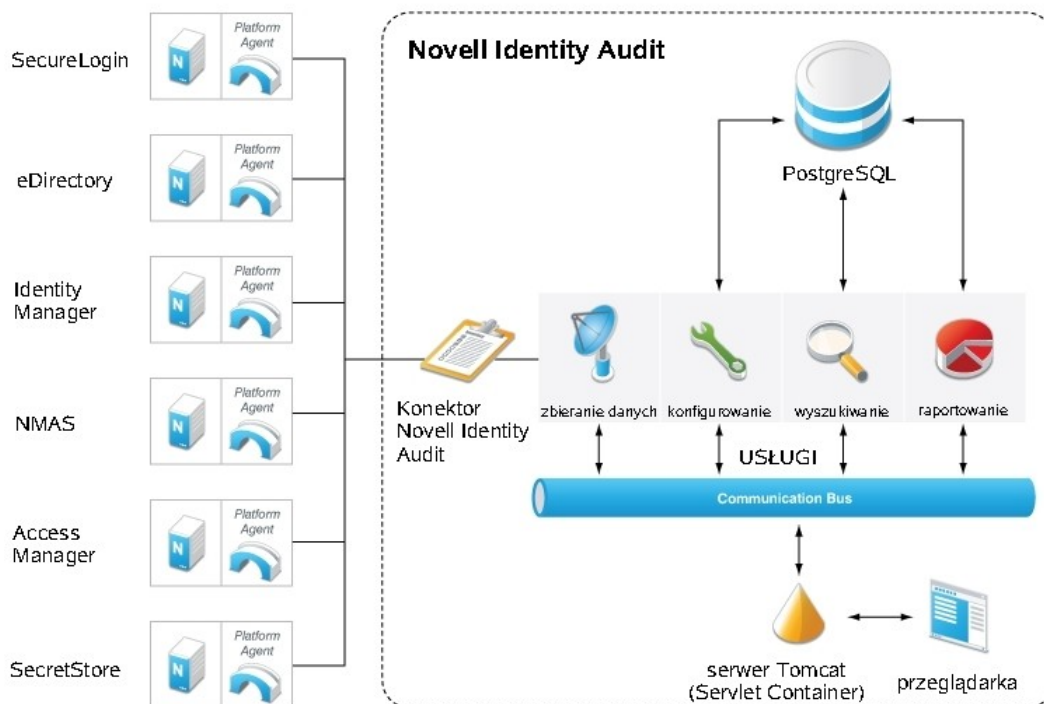 SecureLogin
N
Platform
Agent
eDirectory
N
Platform
Agent
Identity
Manager
N
Platform
Agent
NMAS
N
Platform
Agent
Access
Manager
N
Platform
Agent
SecretStore
N
Platform
Agent
Novell Identity Audit
PostgreSQL
Konektor
Novell Identity
Audit
zbieranie danych
konfigurowanie
wyszukiwanie
raportowanie
USŁUGI
Communication Bus
serwer Tomcat
(Servlet Container)
przeglądarka